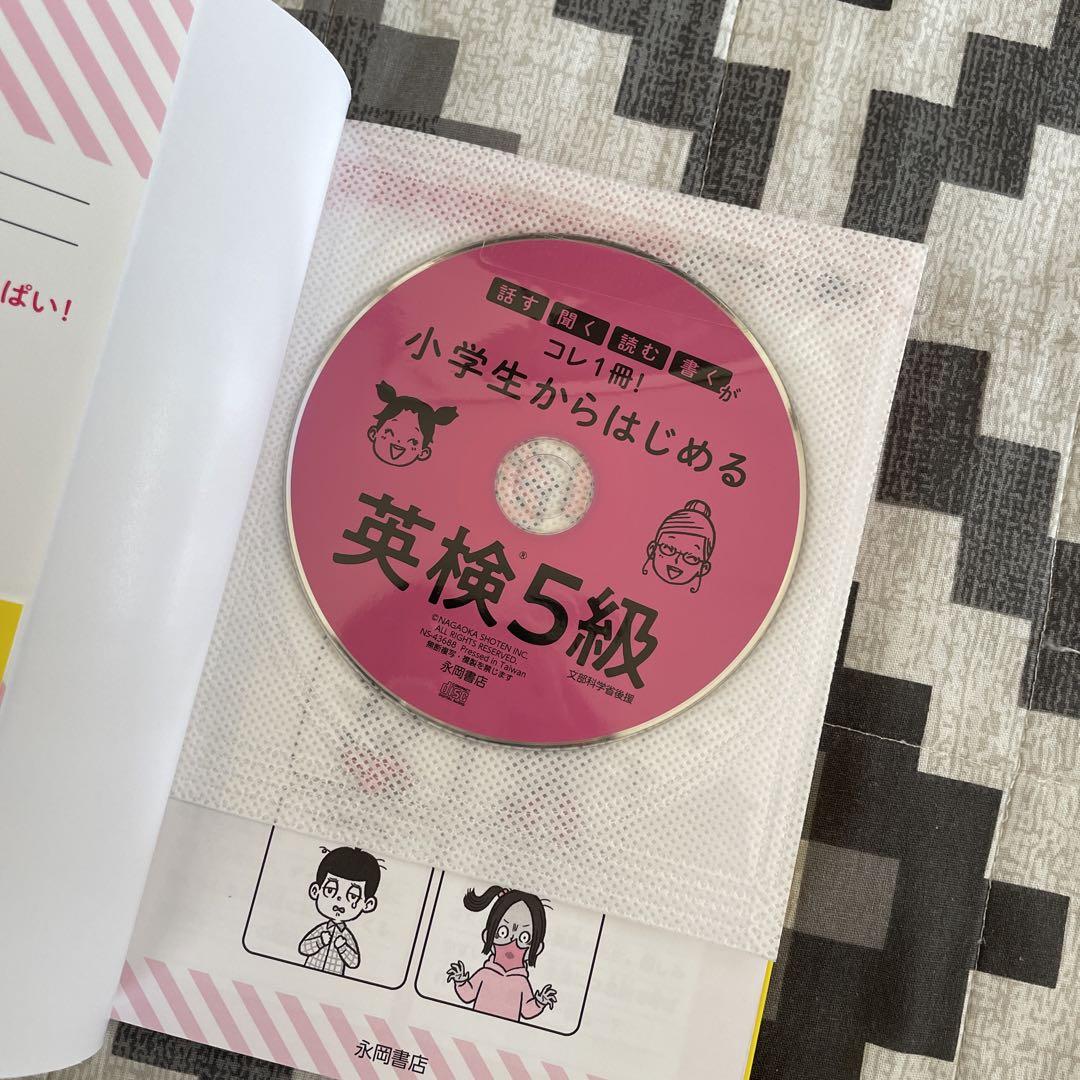 ぱい!
話す 聞く 読む 書くが
コレ1冊!
小学生からはじめる
英検®5級
©NAGAOKA SHOTEN INC.
ALL RIGHTS RESERVED.
NS-43688 Pressed in Taiwan
無断複写・複製を禁じます
永岡書店
文部科学省後援
disc
永岡書店